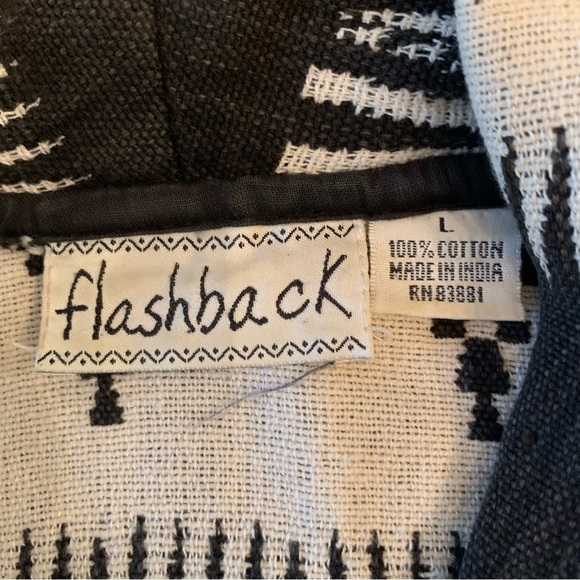 flashback
L
100% COTTON
MADE IN INDIA
RN83881